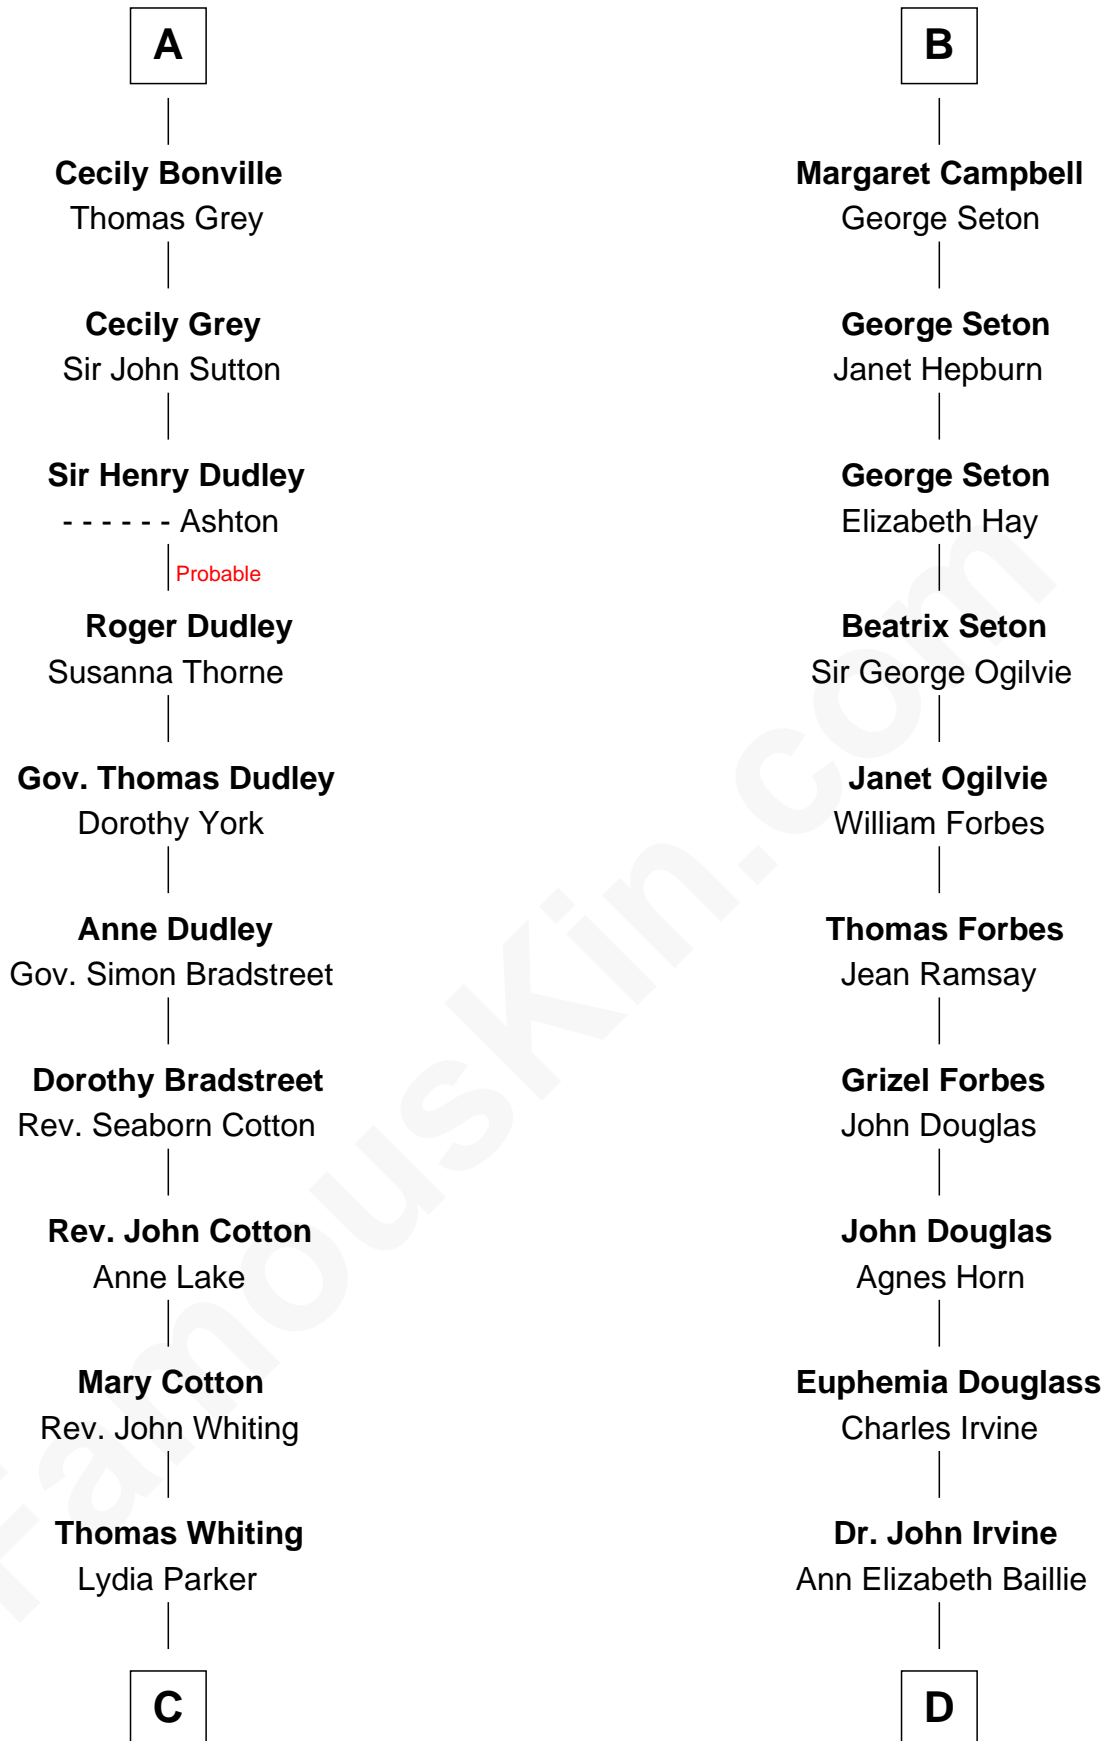 A
Cecily Bonville
Thomas Grey
Cecily Grey
Sir John Sutton
Sir Henry Dudley
- - - - - - Ashton
Probable
Roger Dudley
Susanna Thorne
Gov. Thomas Dudley
Dorothy York
Anne Dudley
Gov. Simon Bradstreet
Dorothy Bradstreet
Rev. Seaborn Cotton
Rev. John Cotton
Anne Lake
Mary Cotton
Rev. John Whiting
Thomas Whiting
Lydia Parker
C
B
Margaret Campbell
George Seton
George Seton
Janet Hepburn
George Seton
Elizabeth Hay
Beatrix Seton
Sir George Ogilvie
Janet Ogilvie
William Forbes
Thomas Forbes
Jean Ramsay
Grizel Forbes
John Douglas
John Douglas
Agnes Horn
Euphemia Douglass
Charles Irvine
Dr. John Irvine
Ann Elizabeth Baillie
D
FamousKin.com